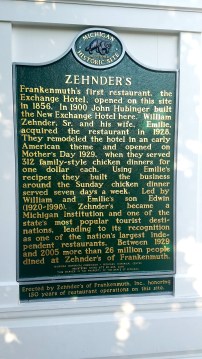 MICHIGAN
HISTORIC SITE
ZEHNDER'S
Frankenmuth's first restaurant, the
Exchange Hotel, opened on this site
in 1856. In 1900 John Hubinger built
the New Exchange Hotel here. William
Zehnder, Sr. and his wife, Emilie,
acquired the restaurant in 1928.
They remodeled the hotel in an early
American theme and opened on
Mother's Day 1929, when they served
312 family-style chicken dinners for
one dollar each. Using Emilie's
recipes they built the business
around the Sunday chicken dinner
served seven days a week. Led by
William and Emilie's son Edwin
(1920-1998), Zehnder's became a
Michigan institution and one of the
state's most popular tourist desti-
nations, leading to its recognition
as one of the nation's largest inde-
pendent restaurants. Between 1929
and 2005 more than 26 million people
dined at Zehnder's of Frankenmuth.
Erected by Zehnder's of Frankenmuth, Inc., honoring
150 years of restaurant operations on this site.